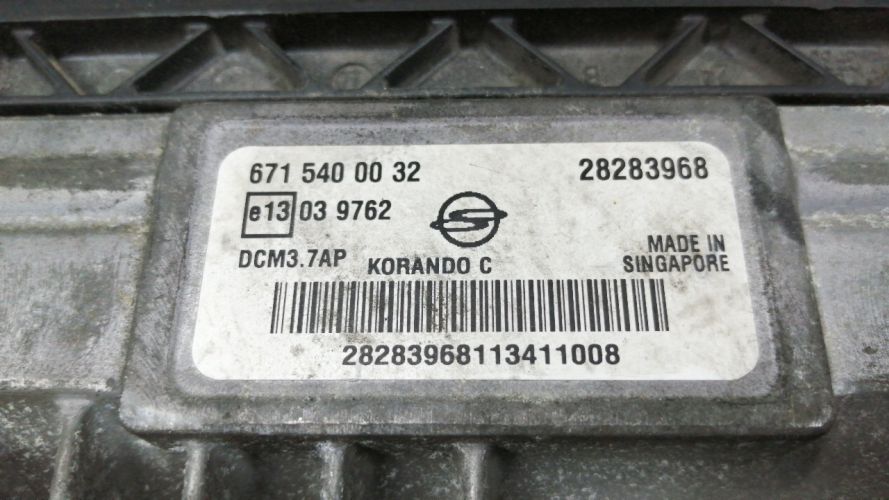 671 540 00 32 28283968
e13 03 9762
DCM3.7AP KORANDO C MADE IN
SINGAPORE
28283968113411008